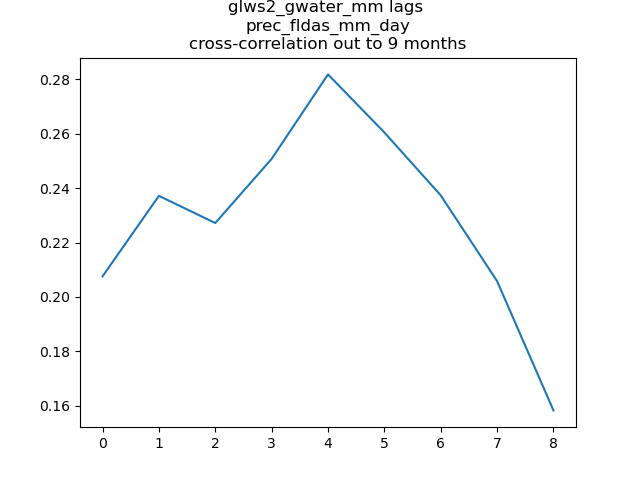 glws2_gwater_mm lags
prec_fldas_mm_day
cross-correlation out to 9 months
0.28
0.26
0.24
0.22
0.20
0.18
0.16
0 1 2 3 4 5 6 7 8